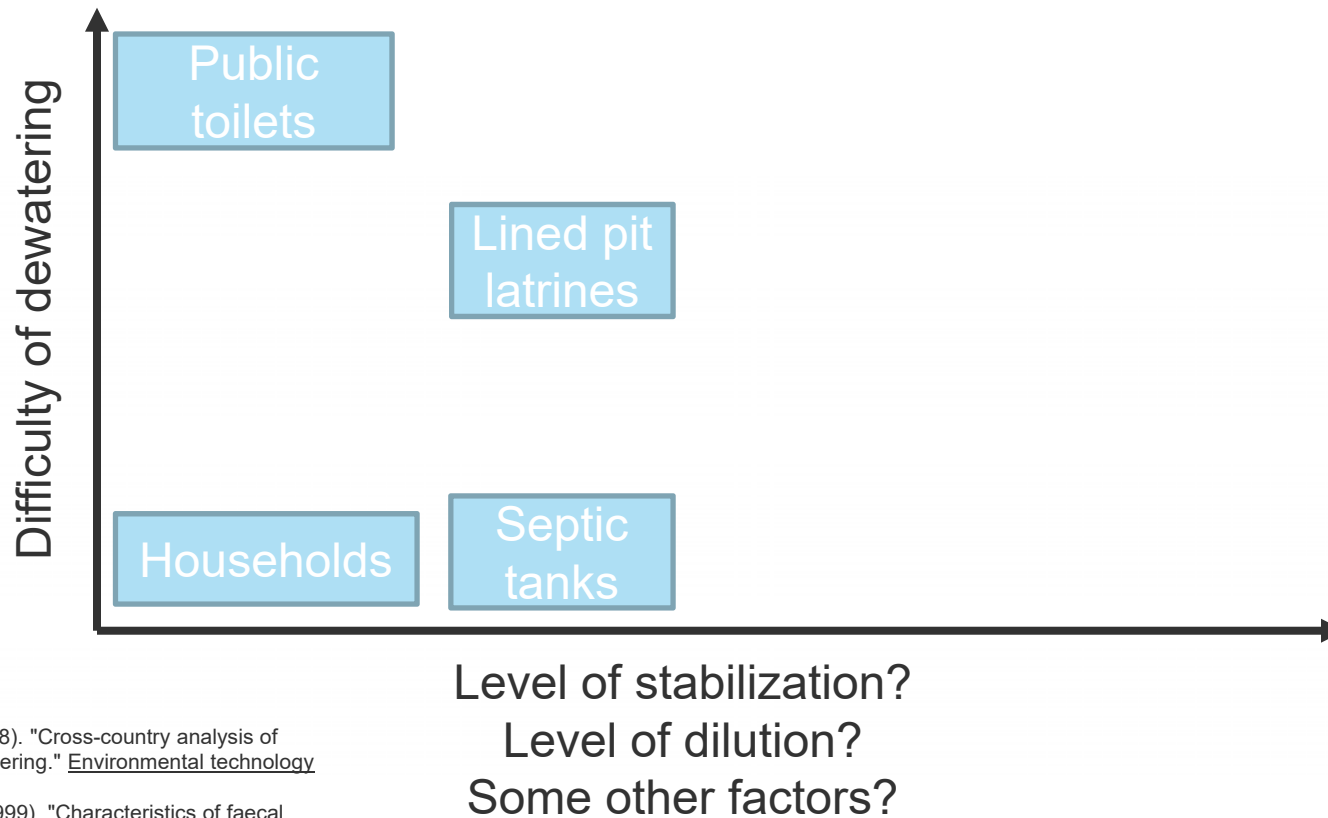 Difficulty of dewatering
Public
toilets
Lined pit
latrines
Households
Septic
tanks
Level of stabilization?
Level of dilution?
Some other factors?
8). "Cross-country analysis of
ering." Environmental technology
999). "Characteristics of faecal